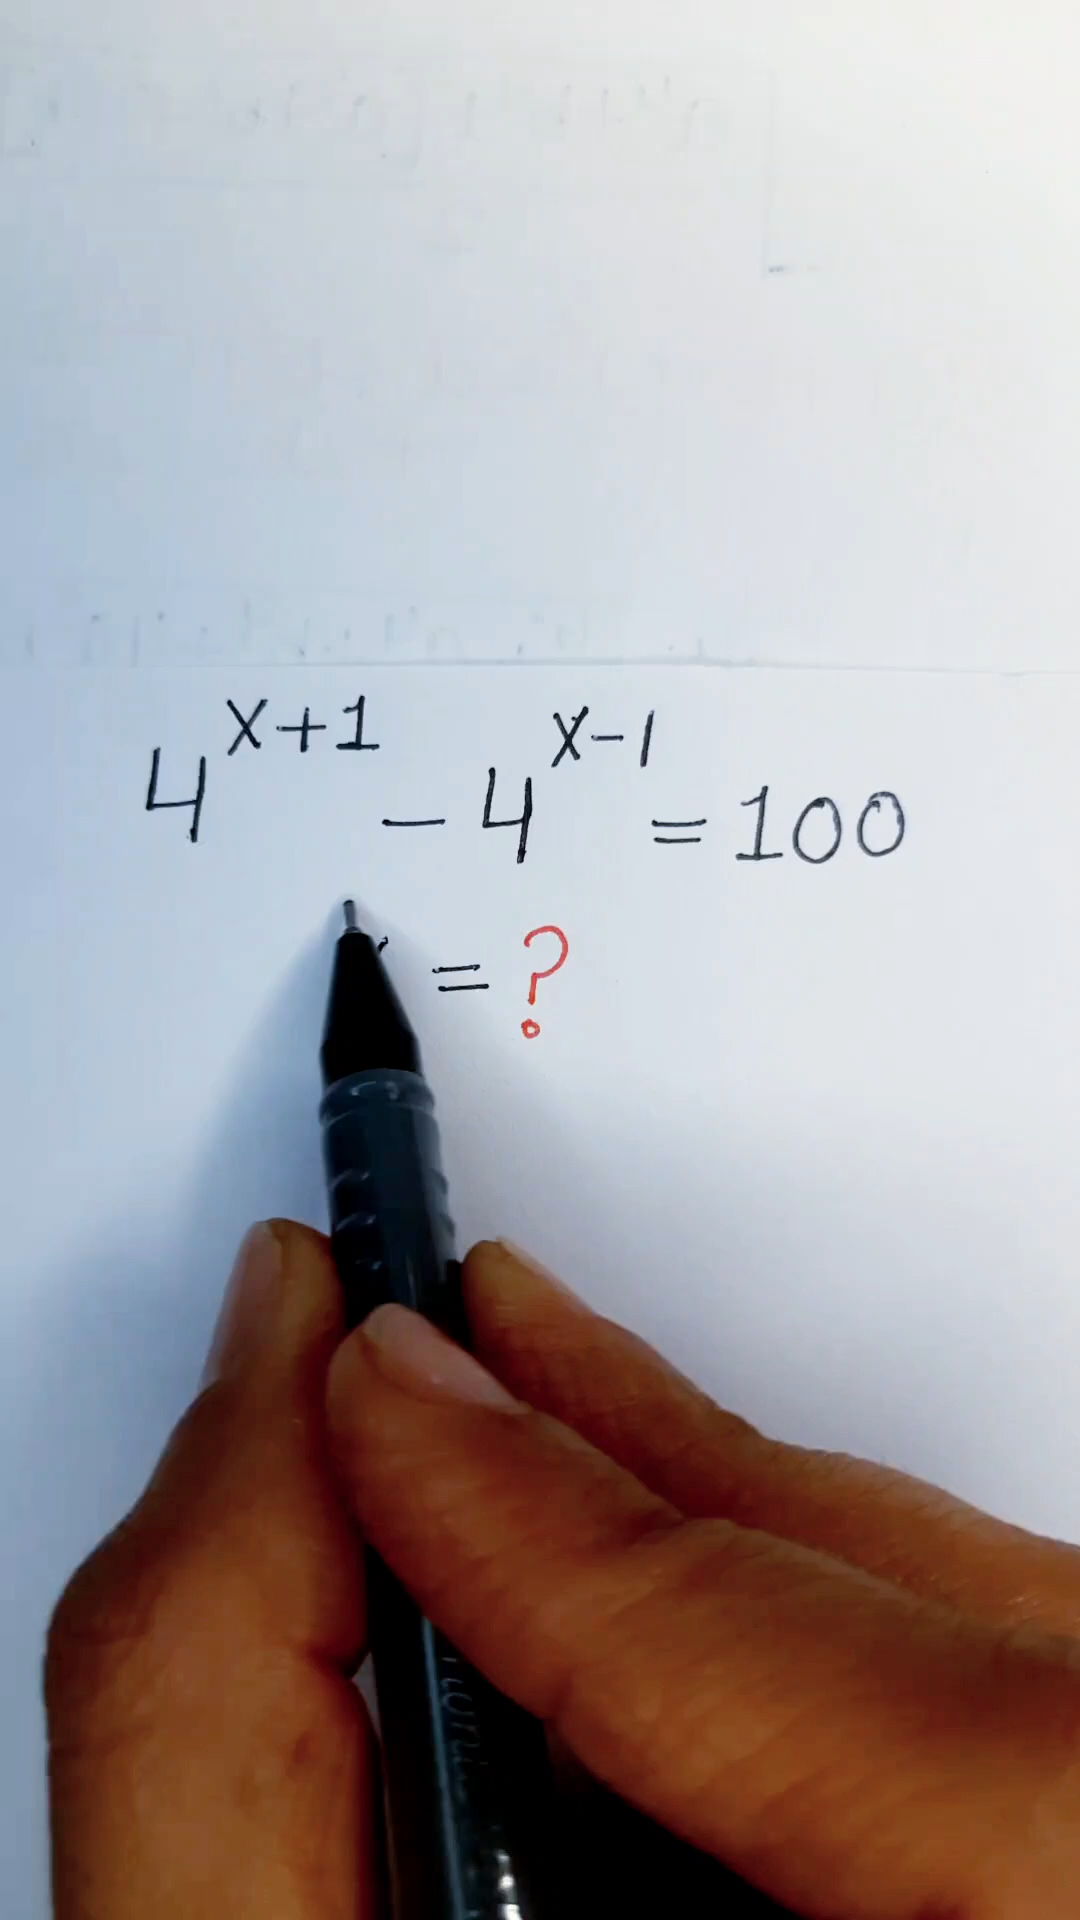 4^{x+1} - 4^{x-1} = 100
= ?